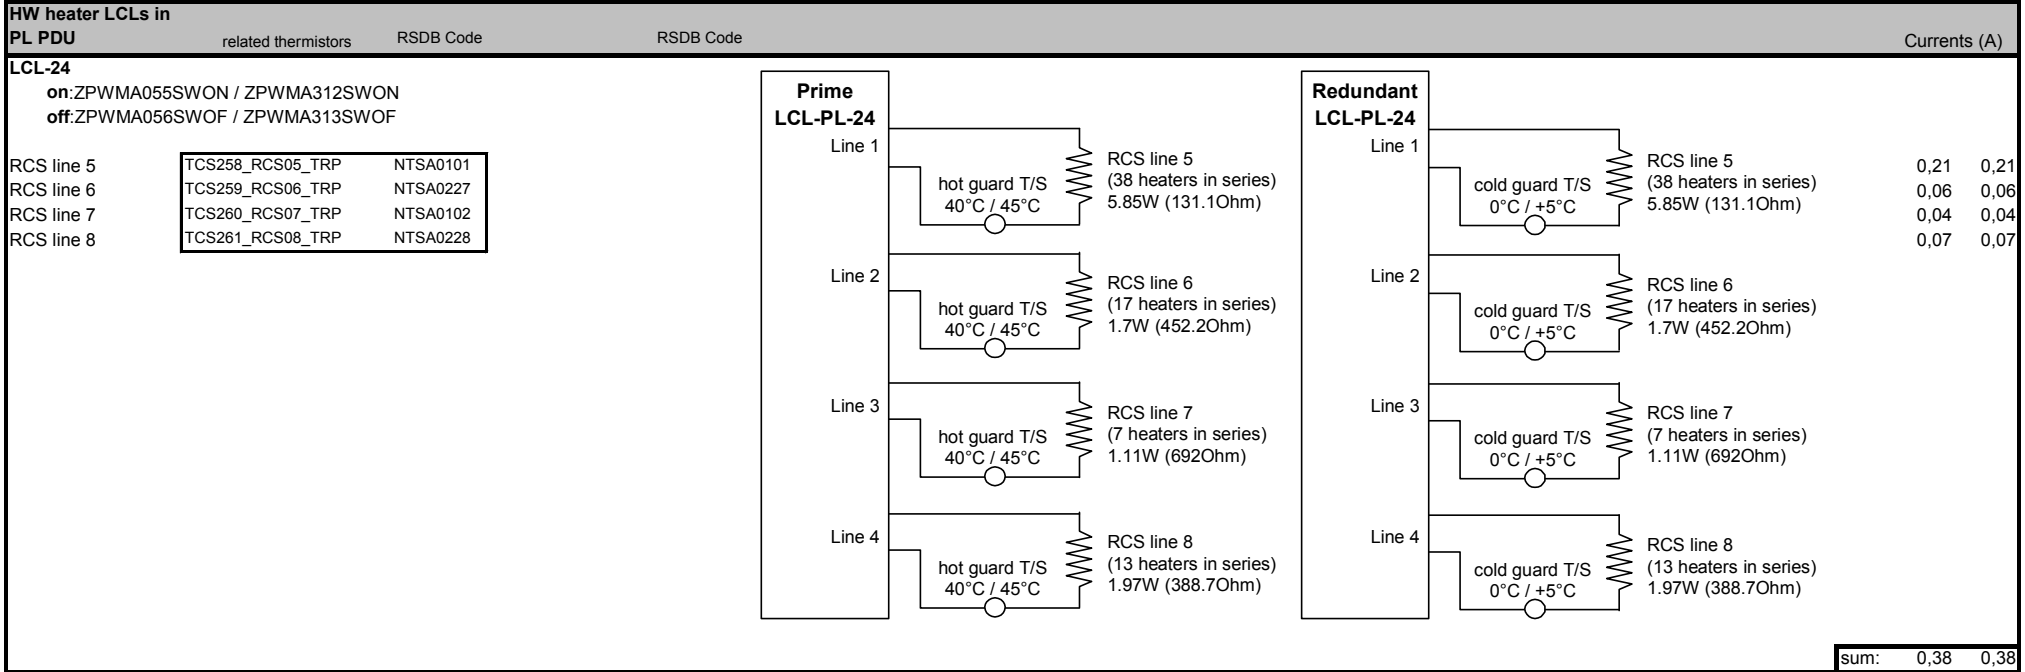 HW heater LCLs in
PL PDU related thermistors RSDB Code RSDB Code Currents (A)
LCL-24
on:ZPWMA055SWON / ZPWMA312SWON
off:ZPWMA056SWOF / ZPWMA313SWOF
RCS line 5 TCS258_RCS05_TRP NTSA0101
RCS line 6 TCS259_RCS06_TRP NTSA0227
RCS line 7 TCS260_RCS07_TRP NTSA0102
RCS line 8 TCS261_RCS08_TRP NTSA0228
Prime
LCL-PL-24
Line 1
hot guard T/S
40°C / 45°C
RCS line 5
(38 heaters in series)
5.85W (131.1Ohm)
Line 2
hot guard T/S
40°C / 45°C
RCS line 6
(17 heaters in series)
1.7W (452.2Ohm)
Line 3
hot guard T/S
40°C / 45°C
RCS line 7
(7 heaters in series)
1.11W (692Ohm)
Line 4
hot guard T/S
40°C / 45°C
RCS line 8
(13 heaters in series)
1.97W (388.7Ohm)
Redundant
LCL-PL-24
Line 1
cold guard T/S
0°C / +5°C
RCS line 5
(38 heaters in series)
5.85W (131.1Ohm)
Line 2
cold guard T/S
0°C / +5°C
RCS line 6
(17 heaters in series)
1.7W (452.2Ohm)
Line 3
cold guard T/S
0°C / +5°C
RCS line 7
(7 heaters in series)
1.11W (692Ohm)
Line 4
cold guard T/S
0°C / +5°C
RCS line 8
(13 heaters in series)
1.97W (388.7Ohm)
0,21 0,21
0,06 0,06
0,04 0,04
0,07 0,07
sum: 0,38 0,38